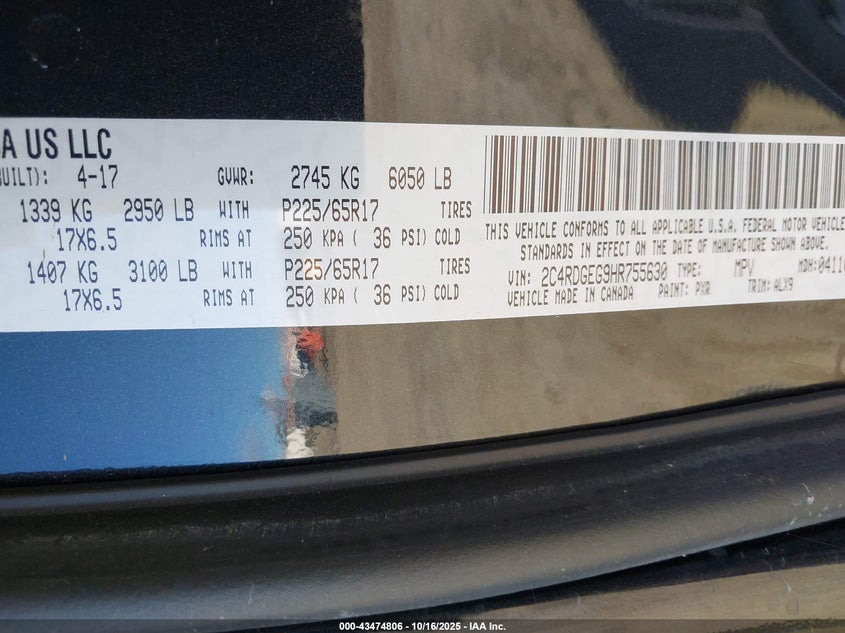 A US LLC
BUILT): 4-17 GVWR: 2745 KG 6050 LB
1339 KG 2950 LB WITH P225/65R17 TIRES
17X6.5 RIMS AT 250 KPA ( 36 PSI) COLD
1407 KG 3100 LB WITH P225/65R17 TIRES
17X6.5 RIMS AT 250 KPA ( 36 PSI) COLD
THIS VEHICLE CONFORMS TO ALL APPLICABLE U.S.A. FEDERAL MOTOR VEHICLE
STANDARDS IN EFFECT ON THE DATE OF MANUFACTURE SHOWN ABOVE.
VIN: 2C4RDGEG9HR755630 TYPE: MPV MDH: 0411
VEHICLE MADE IN CANADA PAINT: PXR TRIM: ALX9
000-43474806 - 10/16/2025 - IAA Inc.